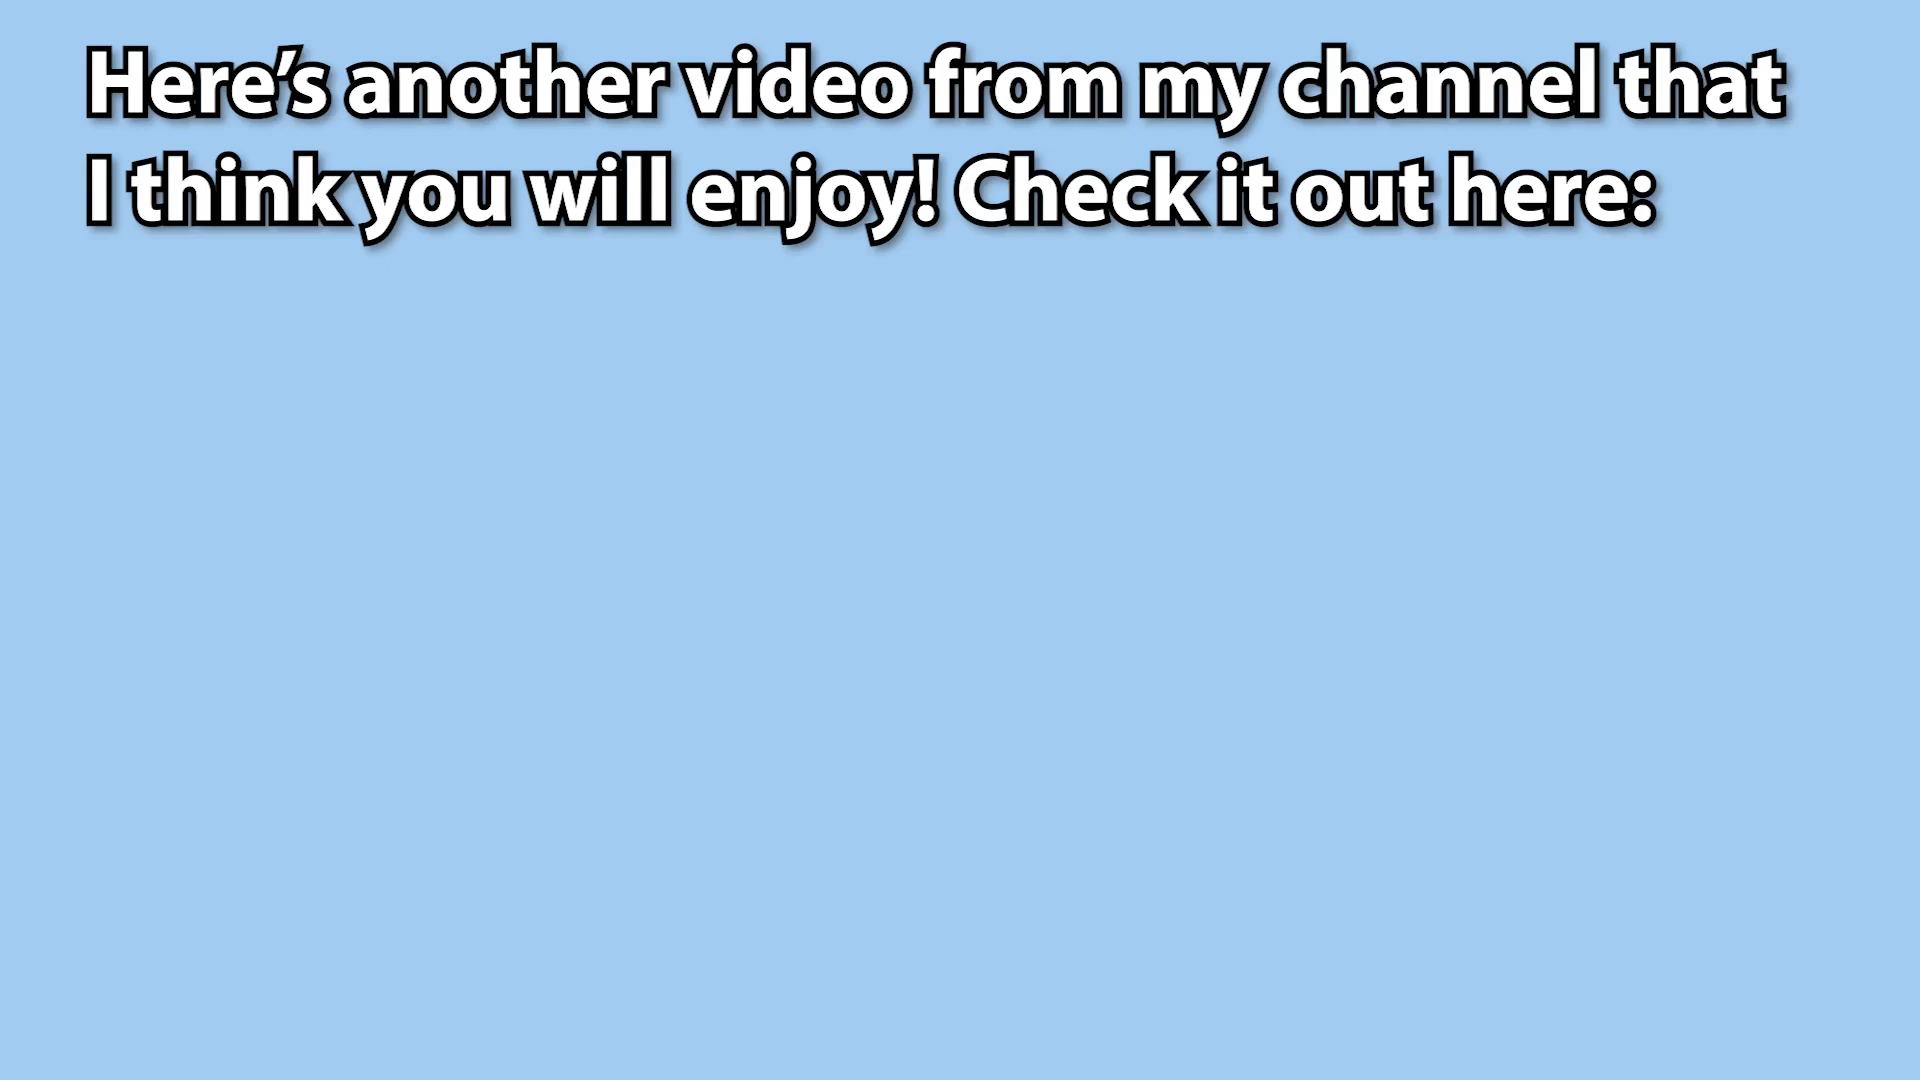 Here’s another video from my channel that
I think you will enjoy! Check it out here: